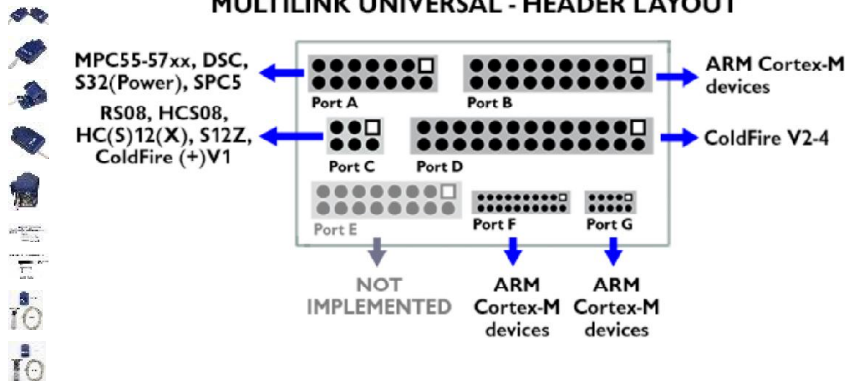 MULTILINK UNIVERSAL - HEADER LAYOUT
MPC55-57xx, DSC,
S32(Power), SPC5
RS08, HCS08,
HC(S)12(X), S12Z,
ColdFire (+)V1
Port A
Port B
ARM Cortex-M
devices
Port C
Port D
ColdFire V2-4
Port E
Port F
Port G
NOT
IMPLEMENTED
ARM
Cortex-M
devices
ARM
Cortex-M
devices